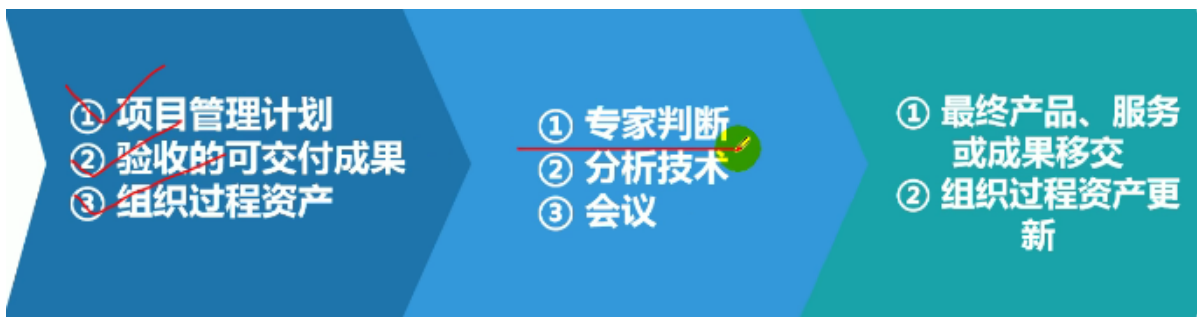 ① 项目管理计划
② 验收的可交付成果
③ 组织过程资产
① 专家判断
② 分析技术
③ 会议
① 最终产品、服务
或成果移交
② 组织过程资产更
新